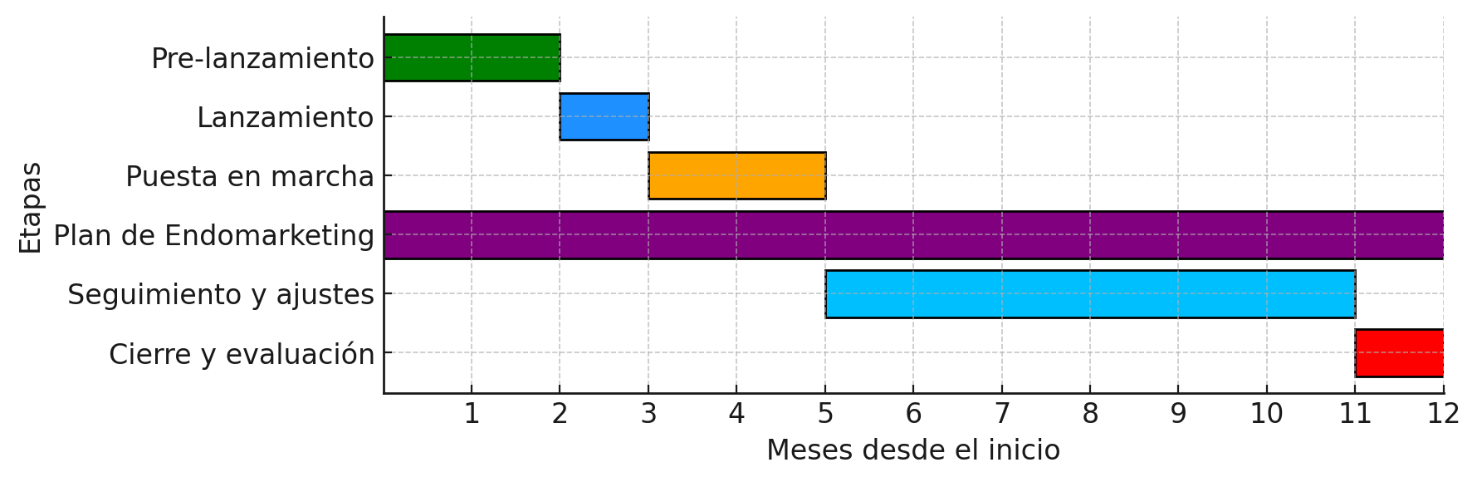 Pre-lanzamiento
Lanzamiento
Puesta en marcha
Plan de Endomarketing
Seguimiento y ajustes
Cierre y evaluación
Etapas
1 2 3 4 5 6 7 8 9 10 11 12
Meses desde el inicio